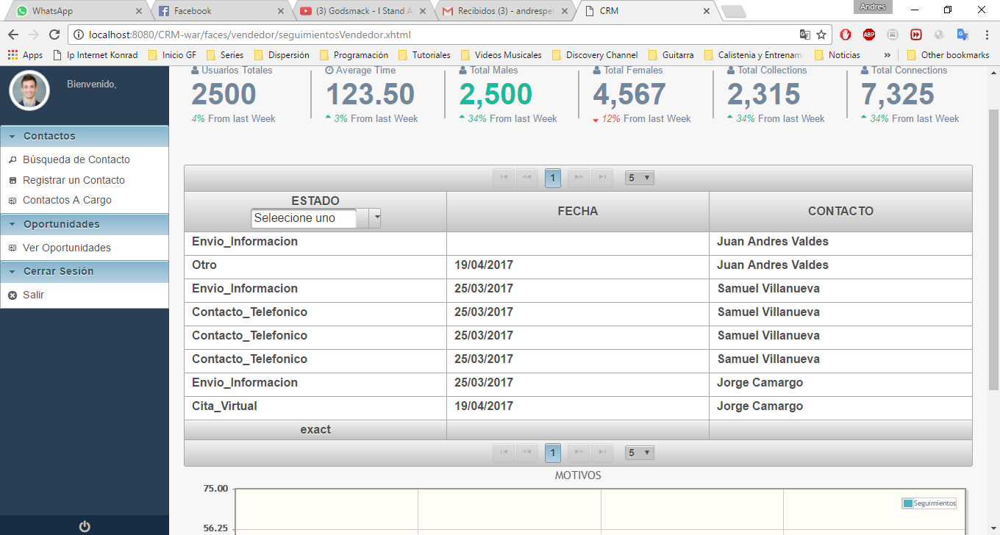 WhatsApp
Facebook
(3) Godsmack - I Stand A
Recibidos (3) - andresper
CRM
Andres
localhost:8080/CRM-war/faces/vendedor/seguimientosVendedor.xhtml
Apps Ip Internet Konrad Inicio GF Series Dispersión Programación Tutoriales Videos Musicales Discovery Channel Guitarra Calistenia y Entrenam Noticias » Other bookmarks
Bienvenido,
Contactos
Búsqueda de Contacto
Registrar un Contacto
Contactos A Cargo
Oportunidades
Ver Oportunidades
Cerrar Sesión
Salir
Usuarios Totales
2500
4% From last Week
Average Time
123.50
3% From last Week
Total Males
2,500
34% From last Week
Total Females
4,567
12% From last Week
Total Collections
2,315
34% From last Week
Total Connections
7,325
34% From last Week
1 5
ESTADO FECHA CONTACTO
Seleecione uno
Envio_Informacion Juan Andres Valdes
Otro 19/04/2017 Juan Andres Valdes
Envio_Informacion 25/03/2017 Samuel Villanueva
Contacto_Telefonico 25/03/2017 Samuel Villanueva
Contacto_Telefonico 25/03/2017 Samuel Villanueva
Contacto_Telefonico 25/03/2017 Samuel Villanueva
Envio_Informacion 25/03/2017 Jorge Camargo
Cita_Virtual 19/04/2017 Jorge Camargo
exact
1 5
MOTIVOS
75.00
Seguimientos
56.25